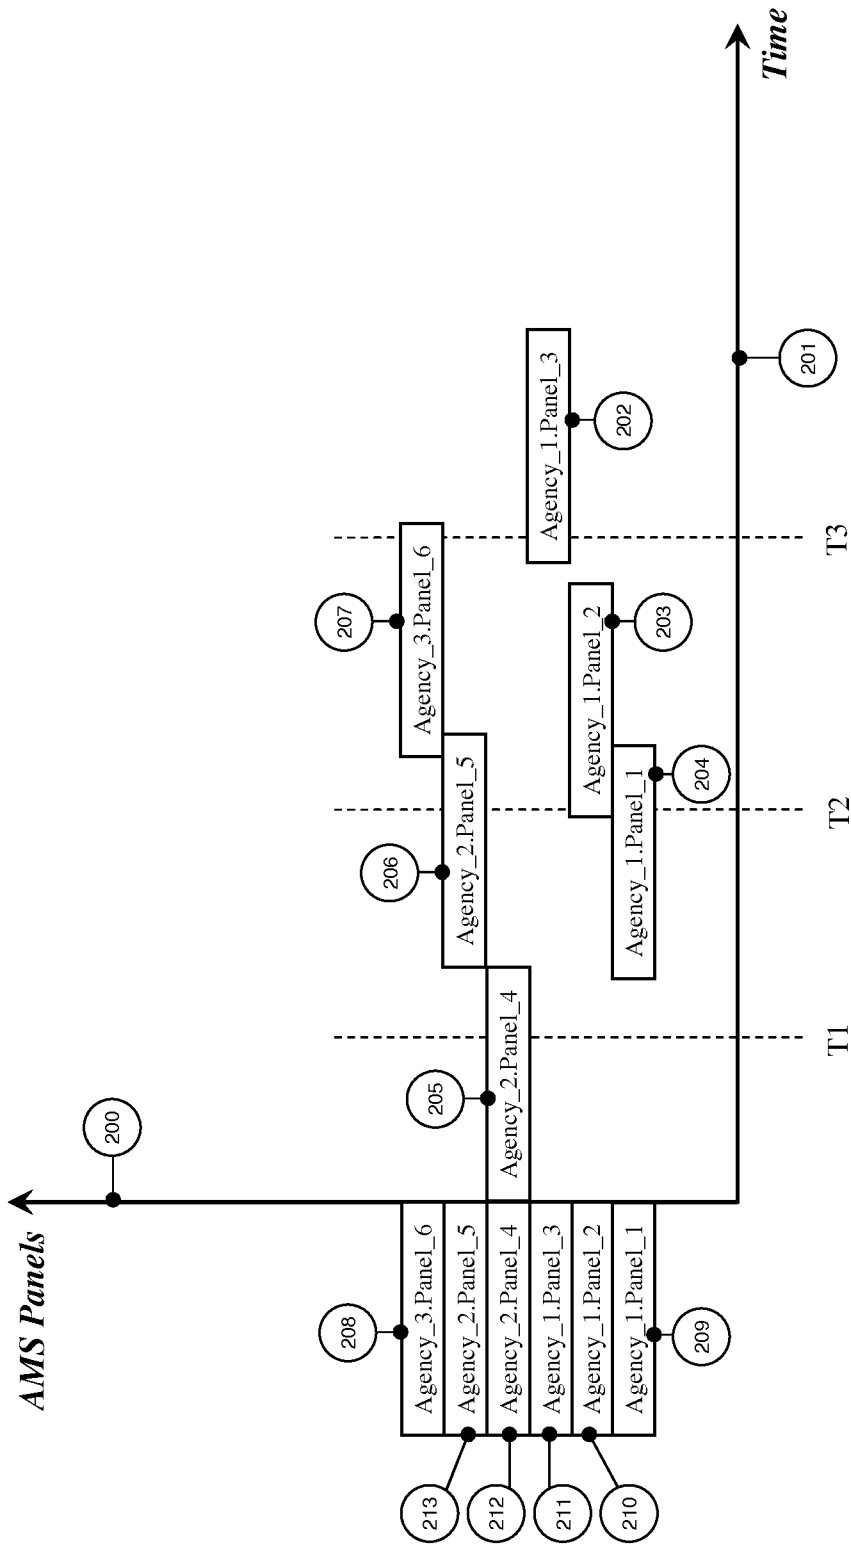 AMS Panels
200
208
207
206
205
213
212
211
210
Agency_3.Panel_6
Agency_2.Panel_5
Agency_2.Panel_4
Agency_1.Panel_3
Agency_1.Panel_2
Agency_1.Panel_1
209
Agency_3.Panel_6
Agency_2.Panel_5
Agency_2.Panel_4
Agency_1.Panel_3
Agency_1.Panel_2
Agency_1.Panel_1
202
203
204
Time
201
T1
T2
T3